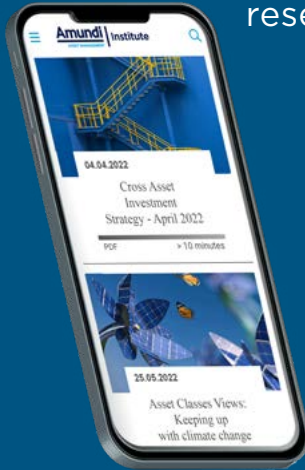 rese
Amundi Institute
ASSET MANAGEMENT
04.04.2022
Cross Asset
Investment
Strategy - April 2022
PDF > 10 minutes
25.05.2022
Asset Classes Views:
Keeping up
with climate change